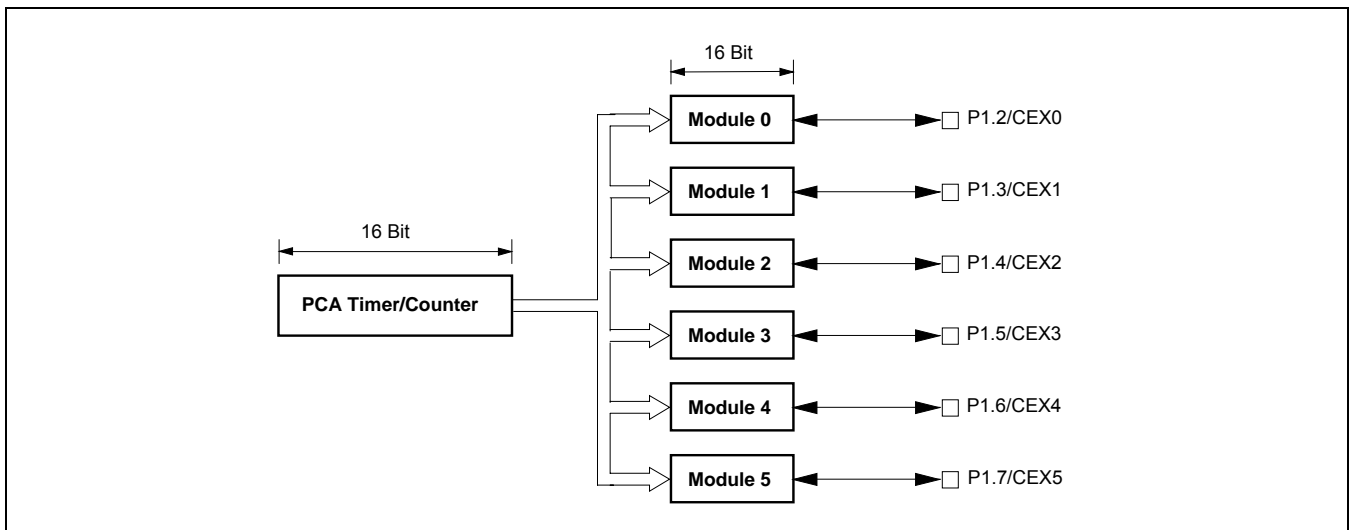 16 Bit
Module 0
P1.2/CEX0
Module 1
P1.3/CEX1
16 Bit
Module 2
P1.4/CEX2
PCA Timer/Counter
Module 3
P1.5/CEX3
Module 4
P1.6/CEX4
Module 5
P1.7/CEX5